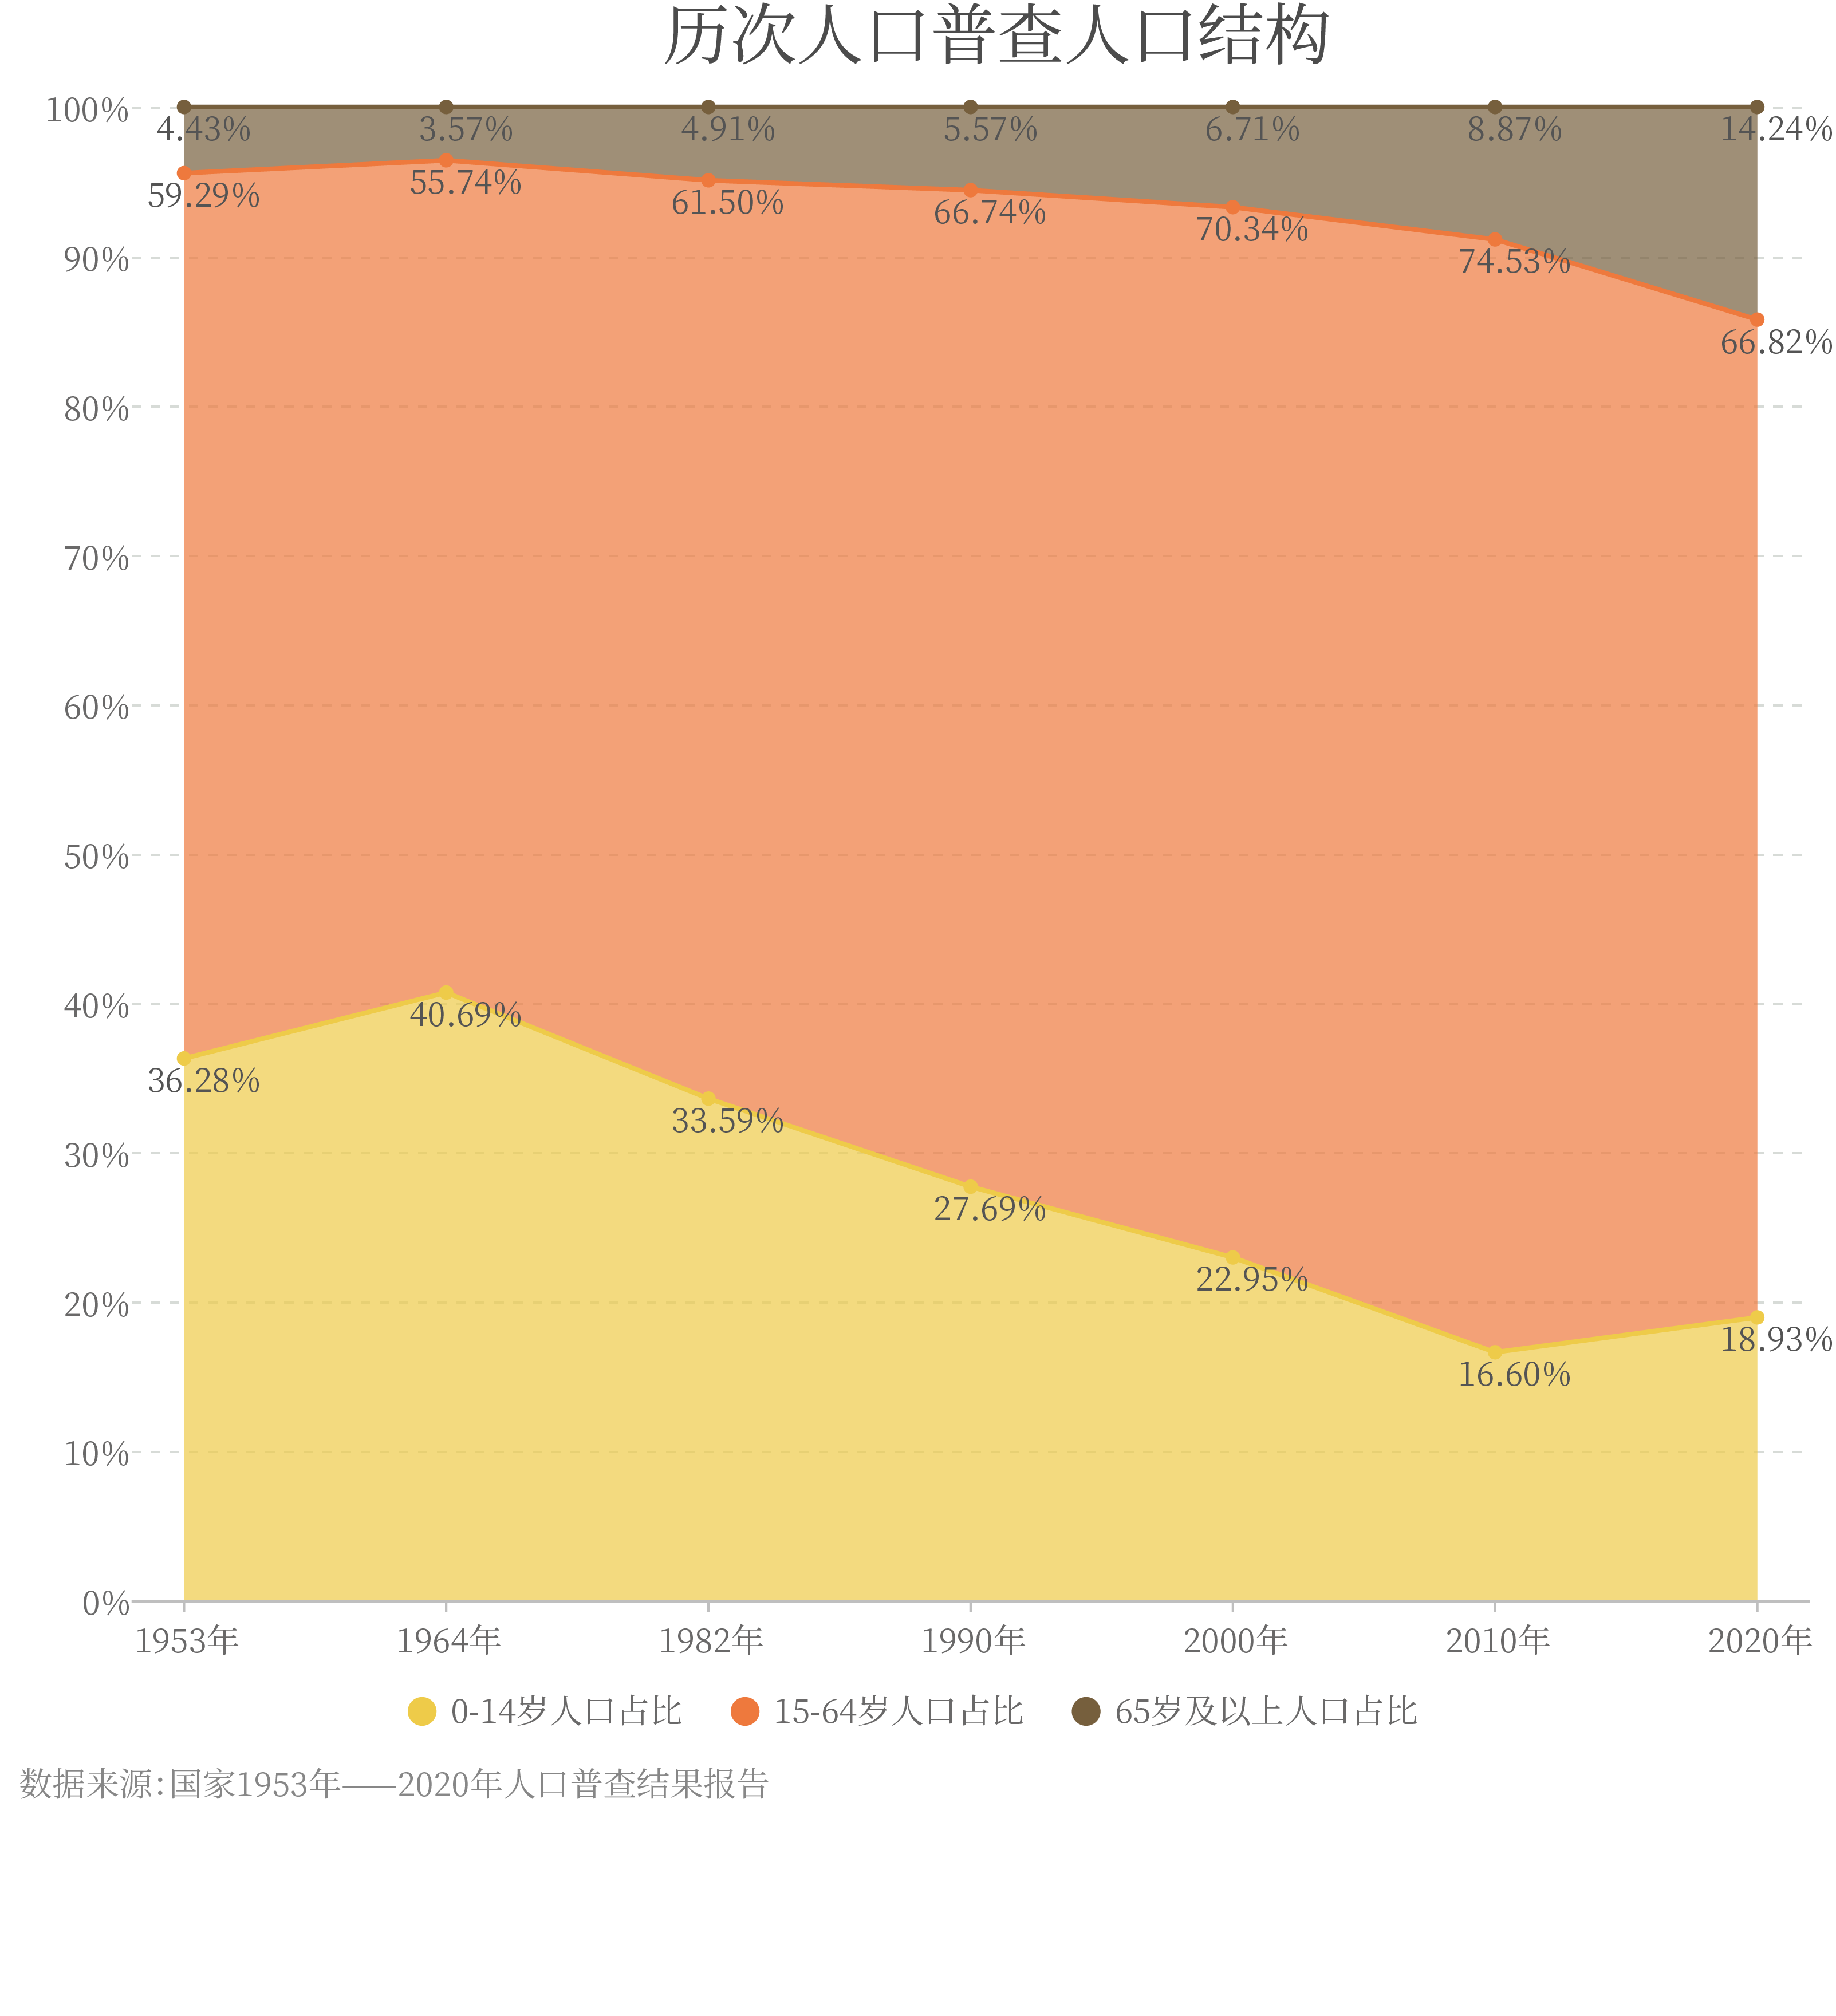 历次人口普查人口结构
100%
4.43% 3.57% 4.91% 5.57% 6.71% 8.87% 14.24%
59.29% 55.74% 61.50% 66.74% 70.34% 74.53% 66.82%
90%
80%
70%
60%
50%
40%
36.28% 40.69% 33.59% 27.69% 22.95% 16.60% 18.93%
30%
20%
10%
0%
1953年 1964年 1982年 1990年 2000年 2010年 2020年
0-14岁人口占比 15-64岁人口占比 65岁及以上人口占比
数据来源:国家1953年——2020年人口普查结果报告